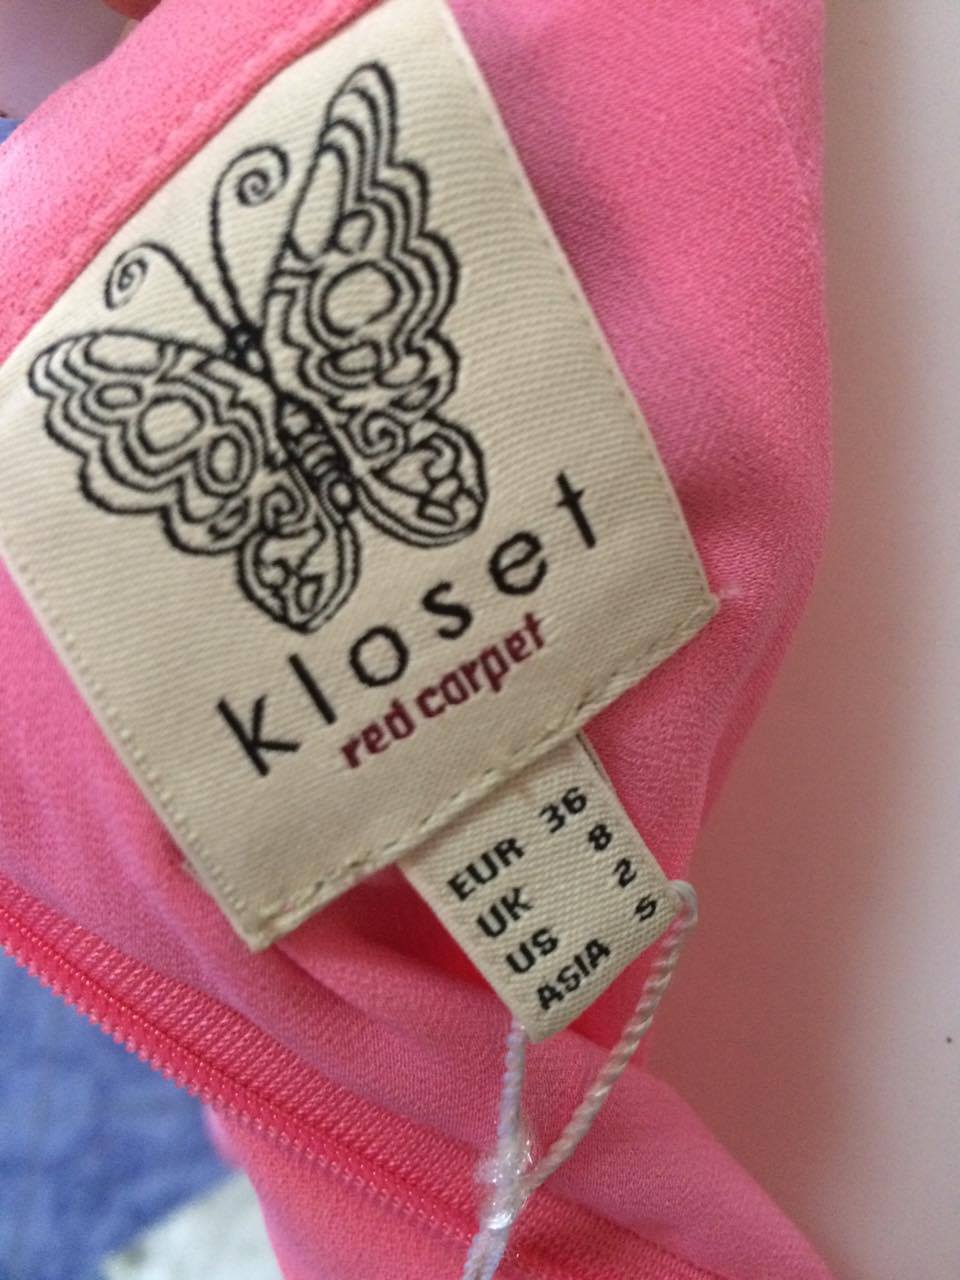 kloset
red carpet
EUR 36
UK 8
US 2
ASIA S